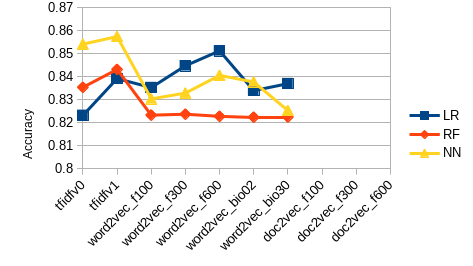 0.87
0.86
0.85
0.84
0.83
0.82
0.81
0.8
Accuracy
tfidfv0
tfidfv1
word2vec_f100
word2vec_f300
word2vec_f600
word2vec_bio02
word2vec_bio30
doc2vec_f100
doc2vec_f300
doc2vec_f600
LR
RF
NN